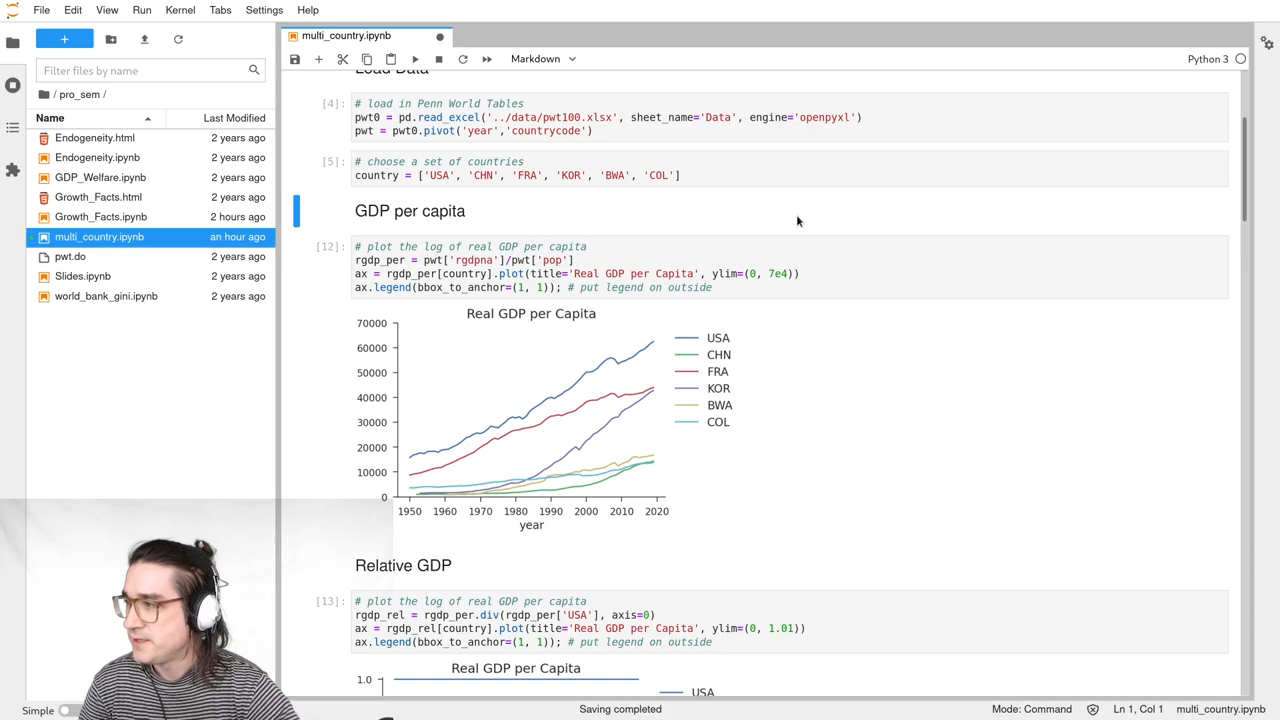 File Edit View Run Kernel Tabs Settings Help
multi_country.ipynb
Filter files by name
Markdown
Python 3
/ pro_sem /
Name Last Modified
Endogeneity.html 2 years ago
Endogeneity.ipynb 2 years ago
GDP_Welfare.ipynb 2 years ago
Growth_Facts.html 2 years ago
Growth_Facts.ipynb 2 hours ago
multi_country.ipynb an hour ago
pwt.do 2 years ago
Slides.ipynb 2 years ago
world_bank_gini.ipynb 2 years ago
Load Data
[4]: # load in Penn World Tables
pwt0 = pd.read_excel('../data/pwt100.xlsx', sheet_name='Data', engine='openpyxl')
pwt = pwt0.pivot('year','countrycode')
[5]: # choose a set of countries
country = ['USA', 'CHN', 'FRA', 'KOR', 'BWA', 'COL']
GDP per capita
[12]: # plot the log of real GDP per capita
rgdp_per = pwt['rgdpna']/pwt['pop']
ax = rgdp_per[country].plot(title='Real GDP per Capita', ylim=(0, 7e4))
ax.legend(bbox_to_anchor=(1, 1)); # put legend on outside
Real GDP per Capita
70000
60000
50000
40000
30000
20000
10000
0
1950 1960 1970 1980 1990 2000 2010 2020
year
USA
CHN
FRA
KOR
BWA
COL
Relative GDP
[13]: # plot the log of real GDP per capita
rgdp_rel = rgdp_per.div(rgdp_per['USA'], axis=0)
ax = rgdp_rel[country].plot(title='Real GDP per Capita', ylim=(0, 1.01))
ax.legend(bbox_to_anchor=(1, 1)); # put legend on outside
Real GDP per Capita
1.0
USA
Simple
Saving completed
Mode: Command
Ln 1, Col 1
multi_country.ipynb